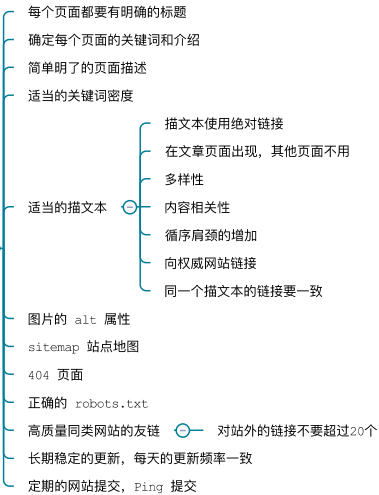 每个页面都要有明确的标题
确定每个页面的关键词和介绍
简单明了的页面描述
适当的关键词密度
适当的描文本
描文本使用绝对链接
在文章页面出现，其他页面不用
多样性
内容相关性
循序肩颈的增加
向权威网站链接
同一个描文本的链接要一致
图片的 alt 属性
sitemap 站点地图
404 页面
正确的 robots.txt
高质量同类网站的友链
对站外的链接不要超过20个
长期稳定的更新，每天的更新频率一致
定期的网站提交，Ping 提交